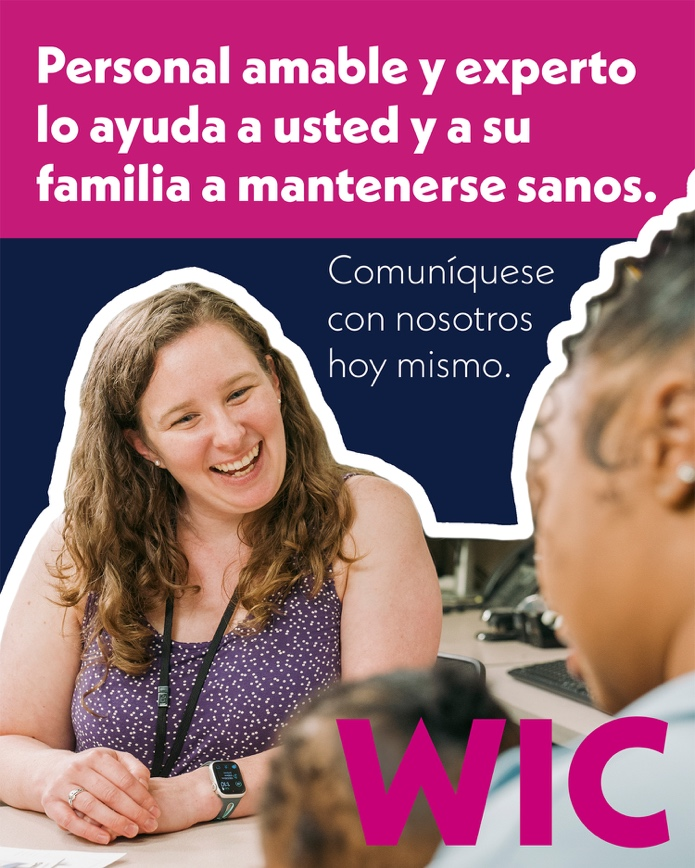 Personal amable y experto
lo ayuda a usted y a su
familia a mantenerse sanos.
Comuníquese
con nosotros
hoy mismo.
WIC